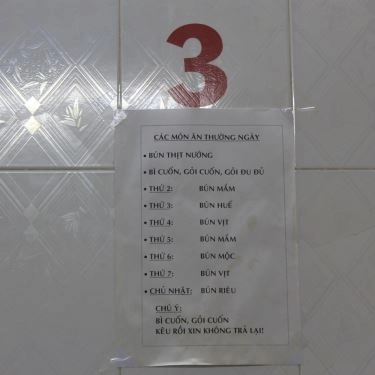 3
CÁC MÓN ĂN THƯỜNG NGÀY
• BÚN THỊT NƯỚNG
• BÌ CUỐN, GỎI CUỐN, GỎI ĐU ĐỦ
• THỨ 2: BÚN MẮM
• THỨ 3: BÚN HUẾ
• THỨ 4: BÚN VỊT
• THỨ 5: BÚN MẮM
• THỨ 6: BÚN MỘC
• THỨ 7: BÚN VỊT
• CHỦ NHẬT: BÚN RIÊU
CHÚ Ý:
BÌ CUỐN, GỎI CUỐN
KÊU RỒI XIN KHÔNG TRẢ LẠI!